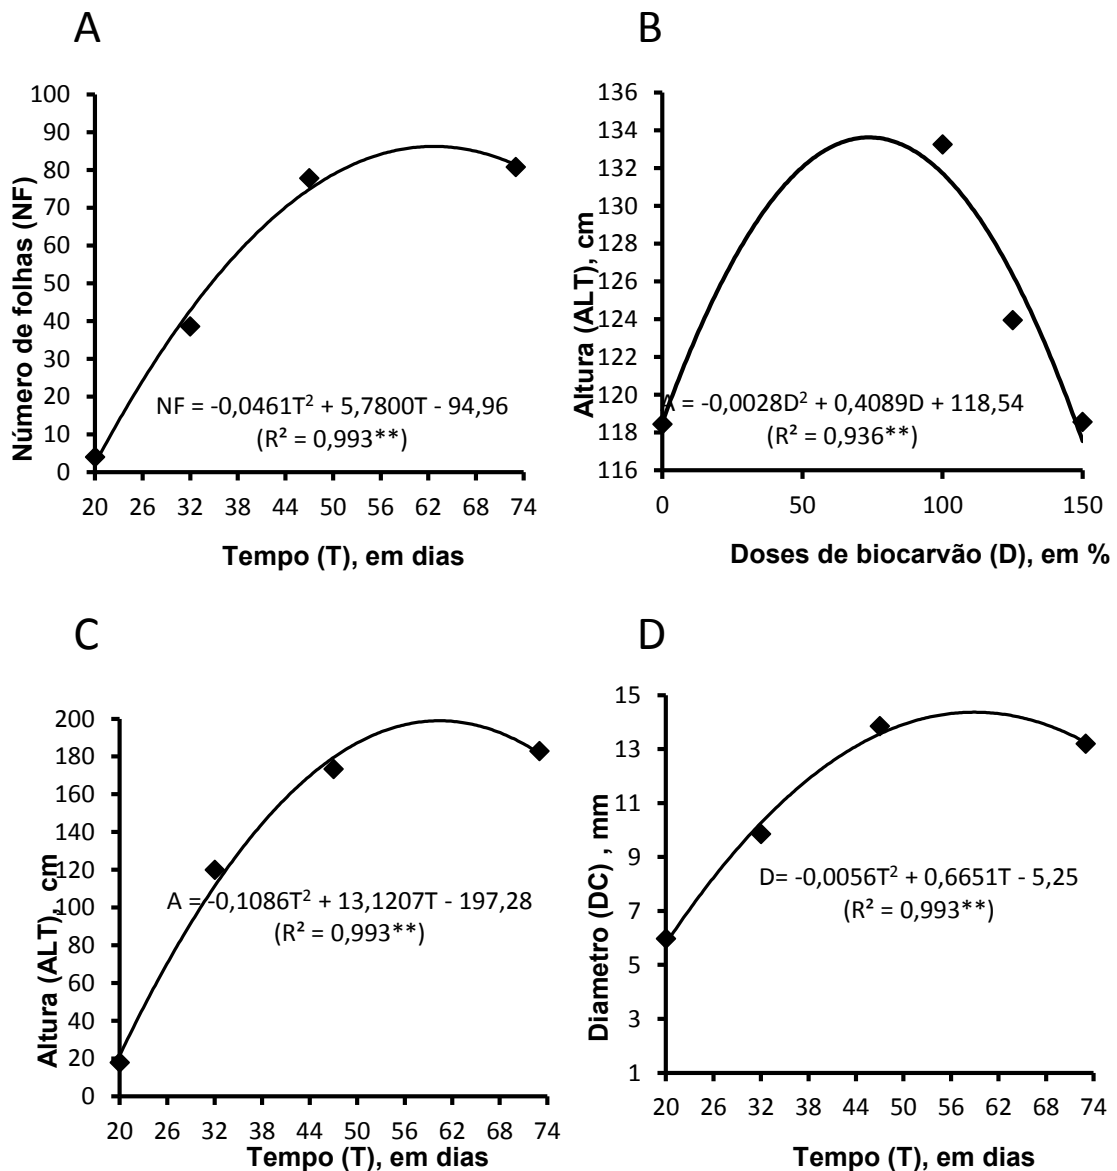 A
Número de folhas (NF)
100
90
80
70
60
50
40
30
20
10
0
NF = -0,0461T² + 5,7800T - 94,96
(R² = 0,993**)
20 26 32 38 44 50 56 62 68 74
Tempo (T), em dias
B
Altura (ALT), cm
136
134
132
130
128
126
124
122
120
118
116
A = -0,0028D² + 0,4089D + 118,54
(R² = 0,936**)
0 50 100 150
Doses de biocarvão (D), em %
C
Altura (ALT), cm
200
180
160
140
120
100
80
60
40
20
0
A = -0,1086T² + 13,1207T - 197,28
(R² = 0,993**)
20 26 32 38 44 50 56 62 68 74
Tempo (T), em dias
D
Diametro (DC) , mm
15
13
11
9
7
5
3
1
D= -0,0056T² + 0,6651T - 5,25
(R² = 0,993**)
20 26 32 38 44 50 56 62 68 74
Tempo (T), em dias